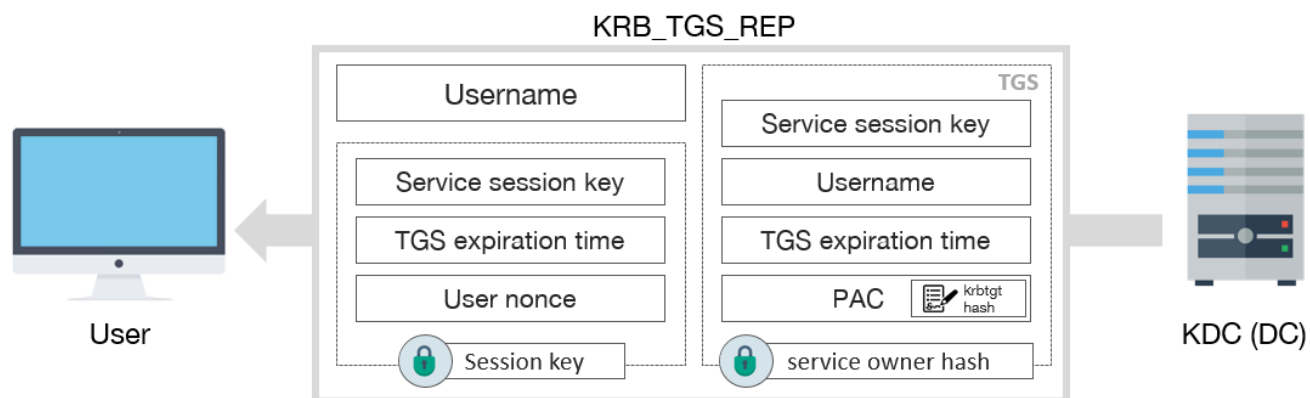 KRB_TGS_REP
Username
Service session key
TGS expiration time
User nonce
Session key
TGS
Service session key
Username
TGS expiration time
PAC
krbtgt
hash
service owner hash
User
KDC (DC)